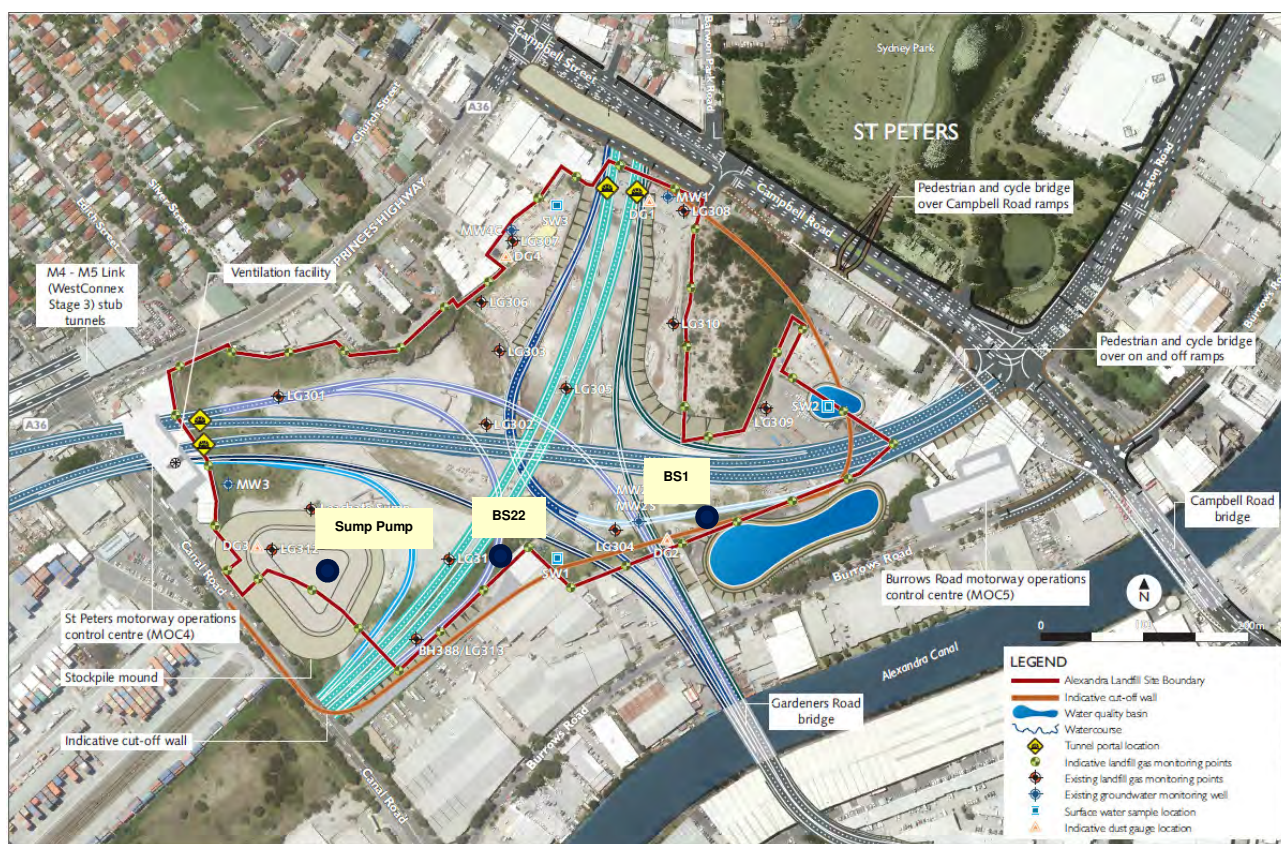 Campbell Street
Barwon Park Road
Sydney Park
A36
Church Street
ST PETERS
Euston Road
Silver Street
Edith Street
PRINCES HIGHWAY
Campbell Road
Pedestrian and cycle bridge
over Campbell Road ramps
Burrows Road
MW1
DG1
LG308
SW3
MW4C
LG307
DG4
M4 - M5 Link
(WestConnex
Stage 3) stub
tunnels
Ventilation facility
LG306
LG310
LG303
Pedestrian and cycle bridge
over on and off ramps
LG305
LG301
SW2
LG309
A36
LG302
BS1
MW3
MW2S
Campbell Road
bridge
Sump Pump
BS22
LG304
DG2
DG3
LG312
LG31
SW1
Burrows Road
Burrows Road motorway operations
control centre (MOC5)
Canal Road
St Peters motorway operations
control centre (MOC4)
N
0
200m
BH388/LG313
Alexandra Canal
Stockpile mound
Gardeners Road
bridge
Indicative cut-off wall
Burrows Road
Canal Road
LEGEND
Alexandra Landfill Site Boundary
Indicative cut-off wall
Water quality basin
Watercourse
Tunnel portal location
Indicative landfill gas monitoring points
Existing landfill gas monitoring points
Existing groundwater monitoring well
Surface water sample location
Indicative dust gauge location